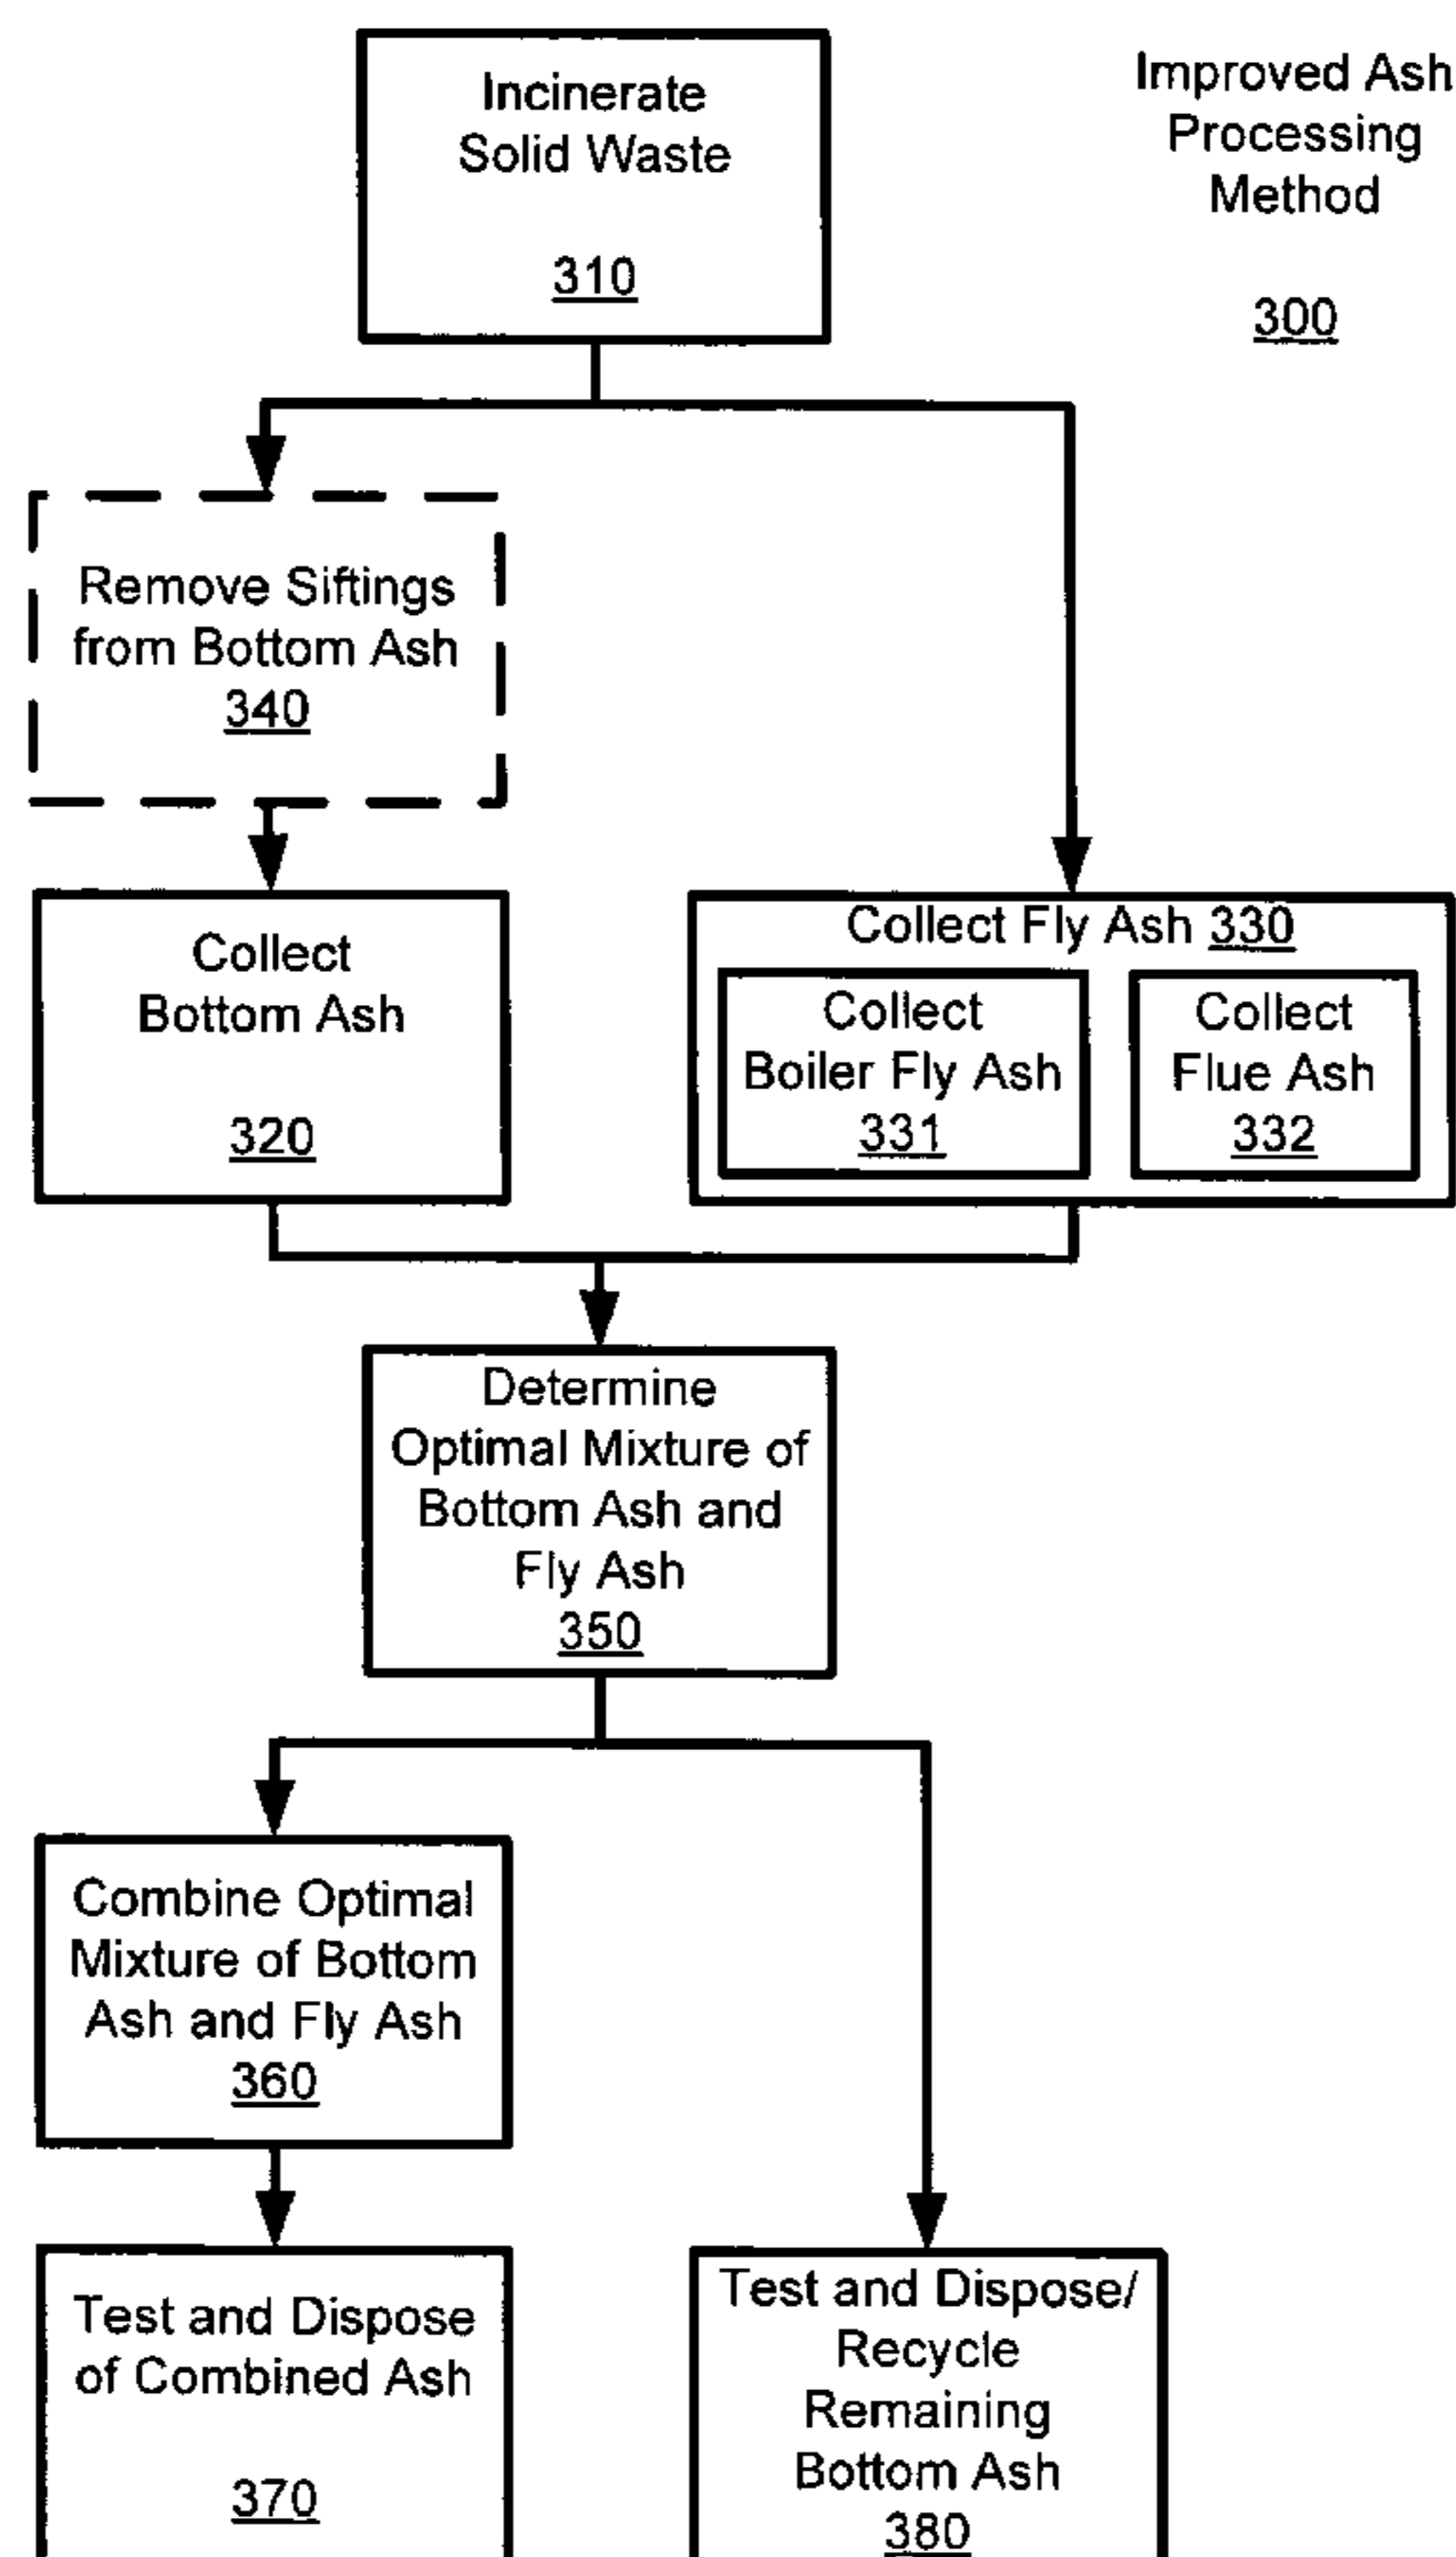 Incinerate
Solid Waste
310
Improved Ash
Processing
Method
300
Remove Siftings
from Bottom Ash
340
Collect
Bottom Ash
320
Collect Fly Ash 330
Collect
Boiler Fly Ash
331
Collect
Flue Ash
332
Determine
Optimal Mixture of
Bottom Ash and
Fly Ash
350
Combine Optimal
Mixture of Bottom
Ash and Fly Ash
360
Test and Dispose
of Combined Ash
370
Test and Dispose/
Recycle
Remaining
Bottom Ash
380